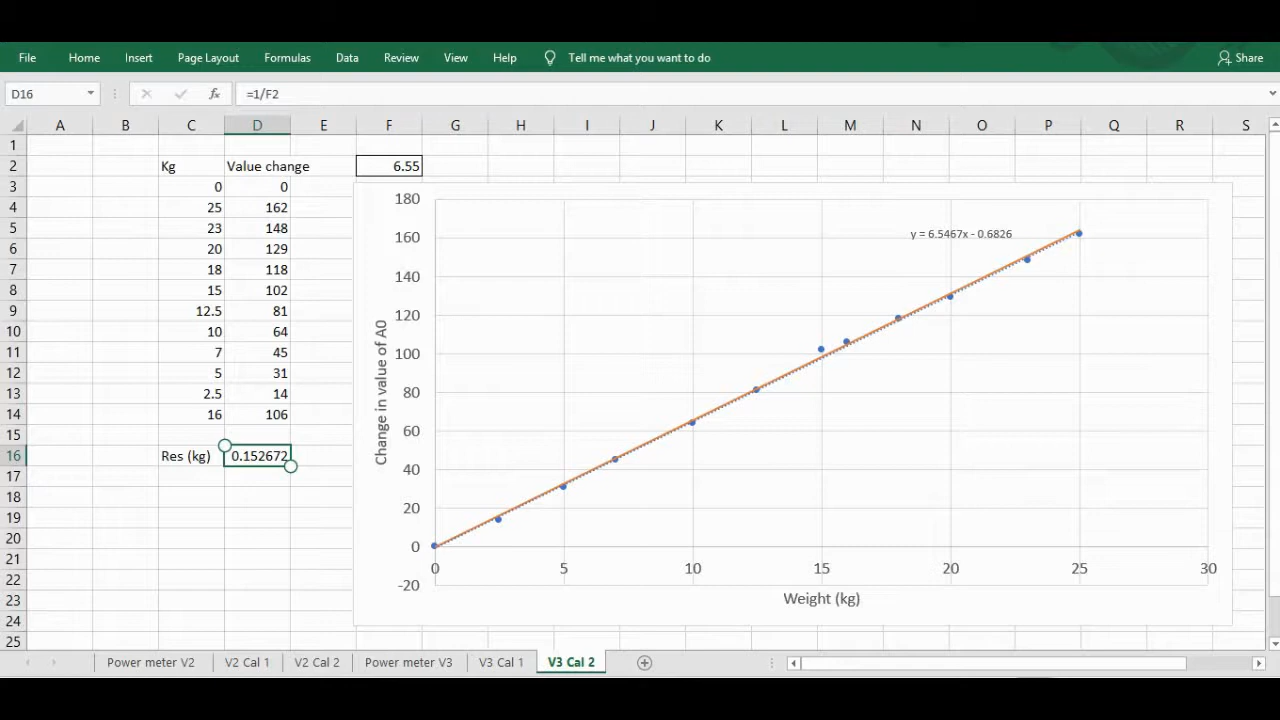 File Home Insert Page Layout Formulas Data Review View Help Tell me what you want to do Share
D16 fx =1/F2
A B C D E F G H I J K L M N O P Q R S
1
2 Kg Value change 6.55
3 0 0
4 25 162
5 23 148
6 20 129
7 18 118
8 15 102
9 12.5 81
10 10 64
11 7 45
12 5 31
13 2.5 14
14 16 106
15
16 Res (kg) 0.152672
17
18
19
20
21
22
23
24
25
180
160
140
120
100
80
60
40
20
0
-20
y = 6.5467x - 0.6826
Change in value of A0
0 5 10 15 20 25 30
Weight (kg)
Power meter V2 V2 Cal 1 V2 Cal 2 Power meter V3 V3 Cal 1 V3 Cal 2